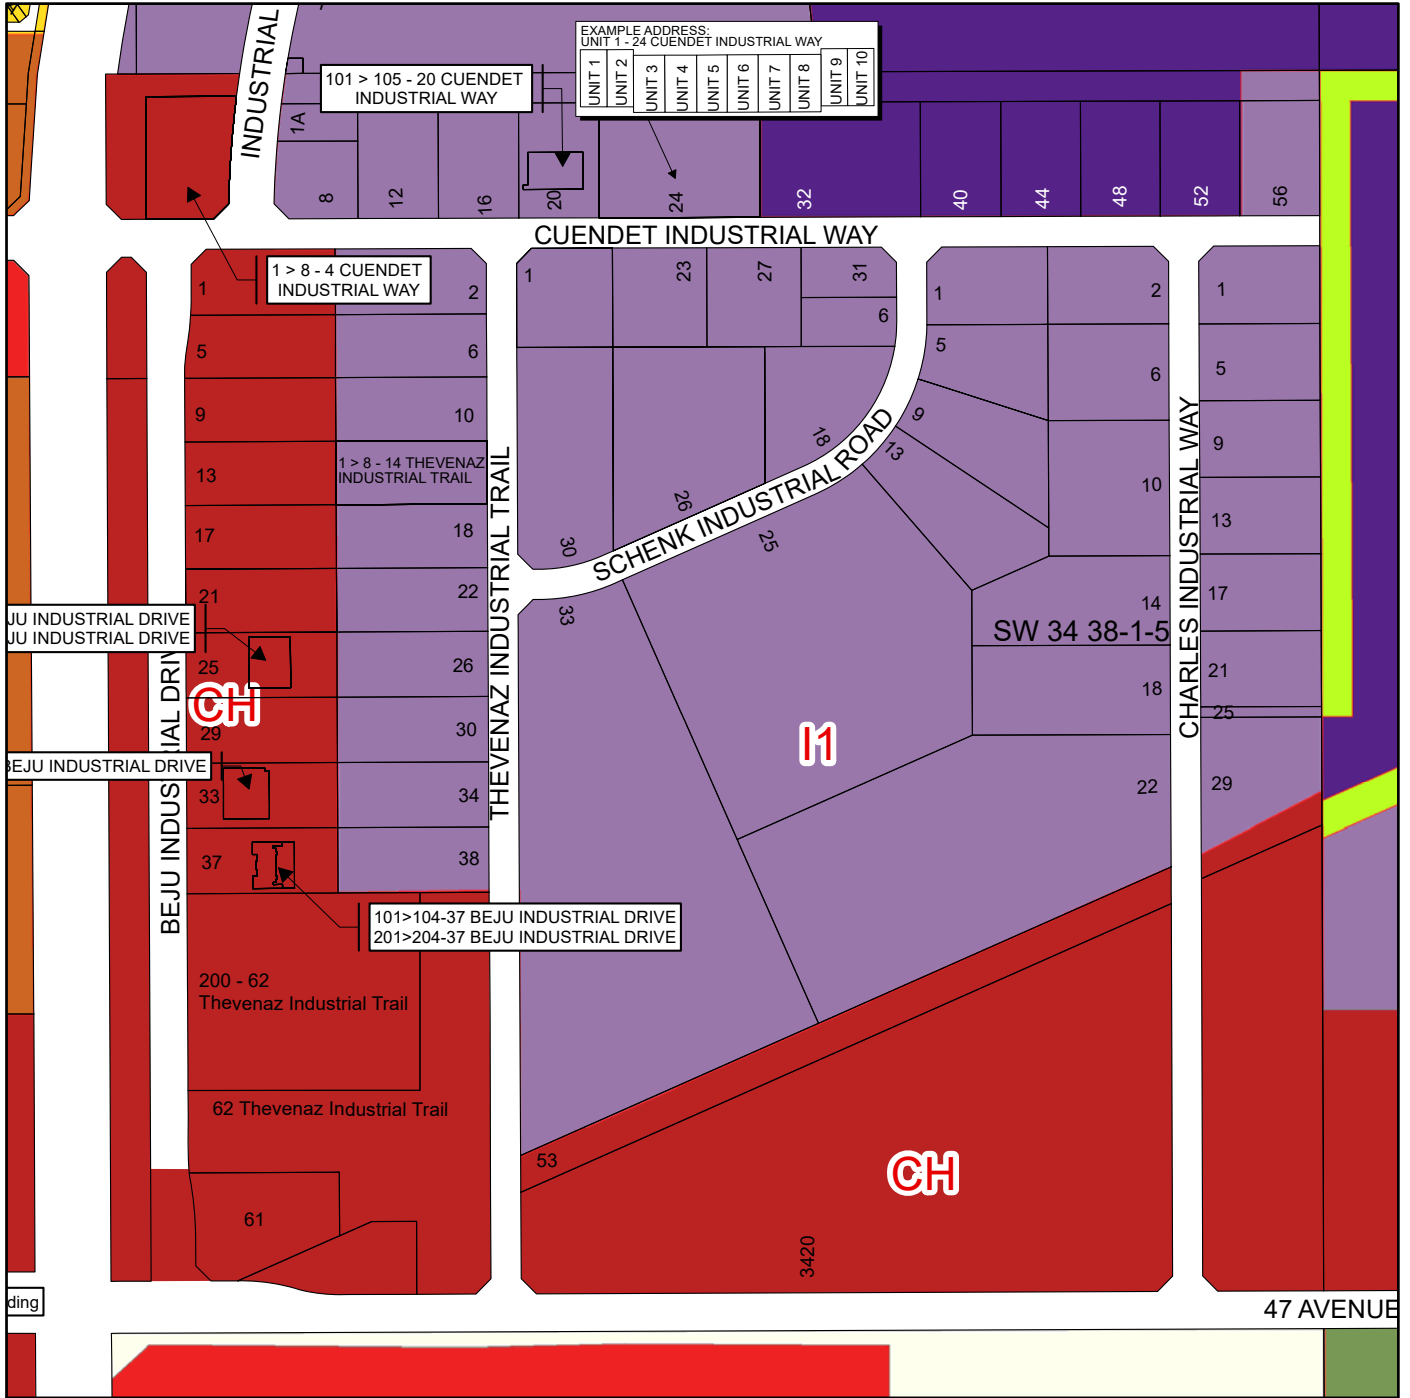 INDUSTRIAL
EXAMPLE ADDRESS:
UNIT 1 - 24 CUENDET INDUSTRIAL WAY
UNIT 1
UNIT 2
UNIT 3
UNIT 4
UNIT 5
UNIT 6
UNIT 7
UNIT 8
UNIT 9
UNIT 10
101 > 105 - 20 CUENDET
INDUSTRIAL WAY
1A
8
12
16
20
24
32
40
44
48
52
56
CUENDET INDUSTRIAL WAY
1 > 8 - 4 CUENDET
INDUSTRIAL WAY
1
2
1
23
27
31
6
1
2
1
5
6
5
6
5
9
10
18
9
13
9
13
1 > 8 - 14 THEVENAZ
INDUSTRIAL TRAIL
10
13
17
18
26
25
SCHENK INDUSTRIAL ROAD
30
33
21
22
14
17
SW 34 38-1-5
JU INDUSTRIAL DRIVE
JU INDUSTRIAL DRIVE
25
26
18
21
CH
29
30
25
I1
THEVENAZ INDUSTRIAL TRAIL
CHARLES INDUSTRIAL WAY
BEJU INDUSTRIAL DRIVE
BEJU INDUSTRIAL DRIVE
33
34
22
29
37
38
101>104-37 BEJU INDUSTRIAL DRIVE
201>204-37 BEJU INDUSTRIAL DRIVE
200 - 62
Thevenaz Industrial Trail
62 Thevenaz Industrial Trail
53
CH
61
3420
ding
47 AVENUE